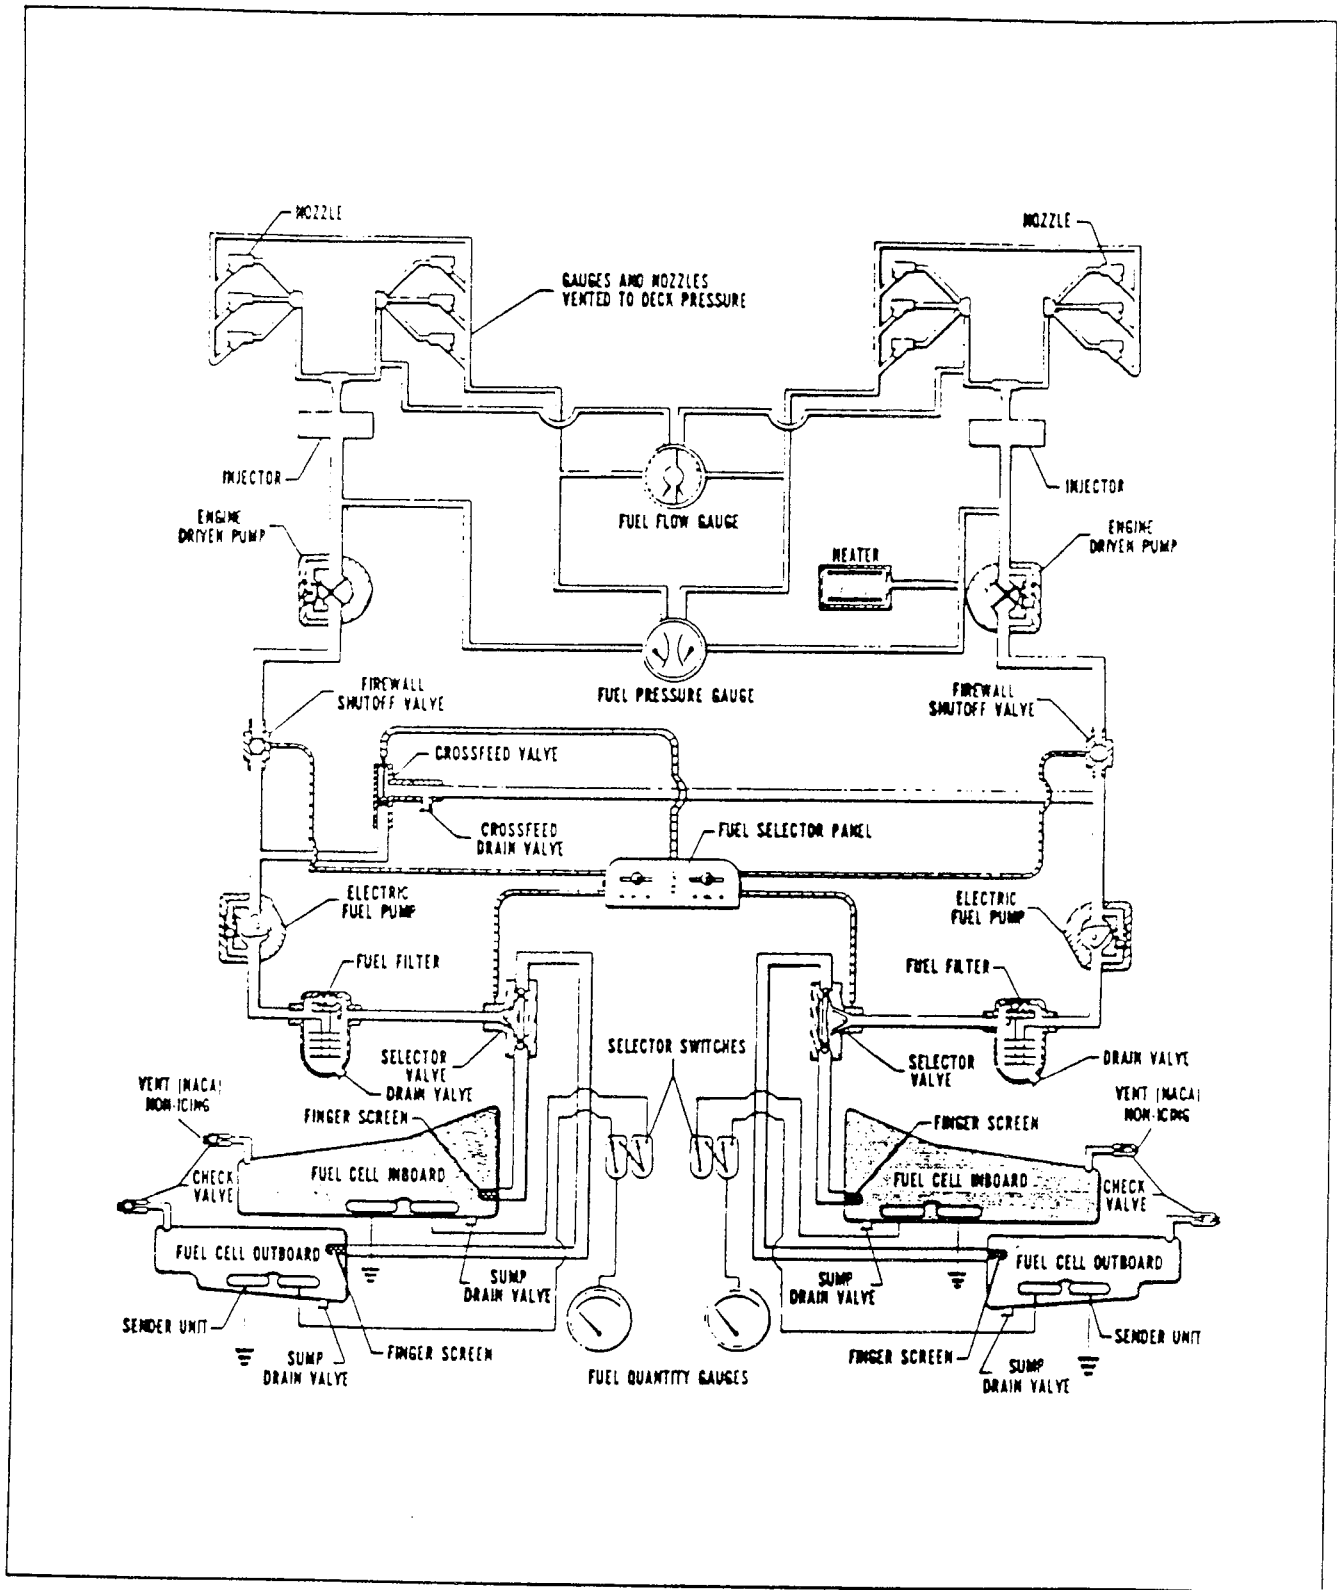 NOZZLE
NOZZLE
GAUGES AND NOZZLES
VENTED TO DECK PRESSURE
INJECTOR
INJECTOR
FUEL FLOW GAUGE
ENGINE
DRIVEN PUMP
ENGINE
DRIVEN PUMP
HEATER
FUEL PRESSURE GAUGE
FIREWALL
SHUTOFF VALVE
FIREWALL
SHUTOFF VALVE
CROSSFEED VALVE
CROSSFEED
DRAIN VALVE
FUEL SELECTOR PANEL
ELECTRIC
FUEL PUMP
ELECTRIC
FUEL PUMP
FUEL FILTER
FUEL FILTER
SELECTOR
VALVE
DRAIN VALVE
SELECTOR SWITCHES
SELECTOR
VALVE
DRAIN VALVE
VENT (NACA)
NON-ICING
FINGER SCREEN
FINGER SCREEN
VENT (NACA)
NON-ICING
CHECK
VALVE
FUEL CELL INBOARD
FUEL CELL INBOARD
CHECK
VALVE
FUEL CELL OUTBOARD
FUEL CELL OUTBOARD
SUMP
DRAIN VALVE
SUMP
DRAIN VALVE
SENDER UNIT
SENDER UNIT
SUMP
DRAIN VALVE
FINGER SCREEN
FUEL QUANTITY GAUGES
FINGER SCREEN
SUMP
DRAIN VALVE